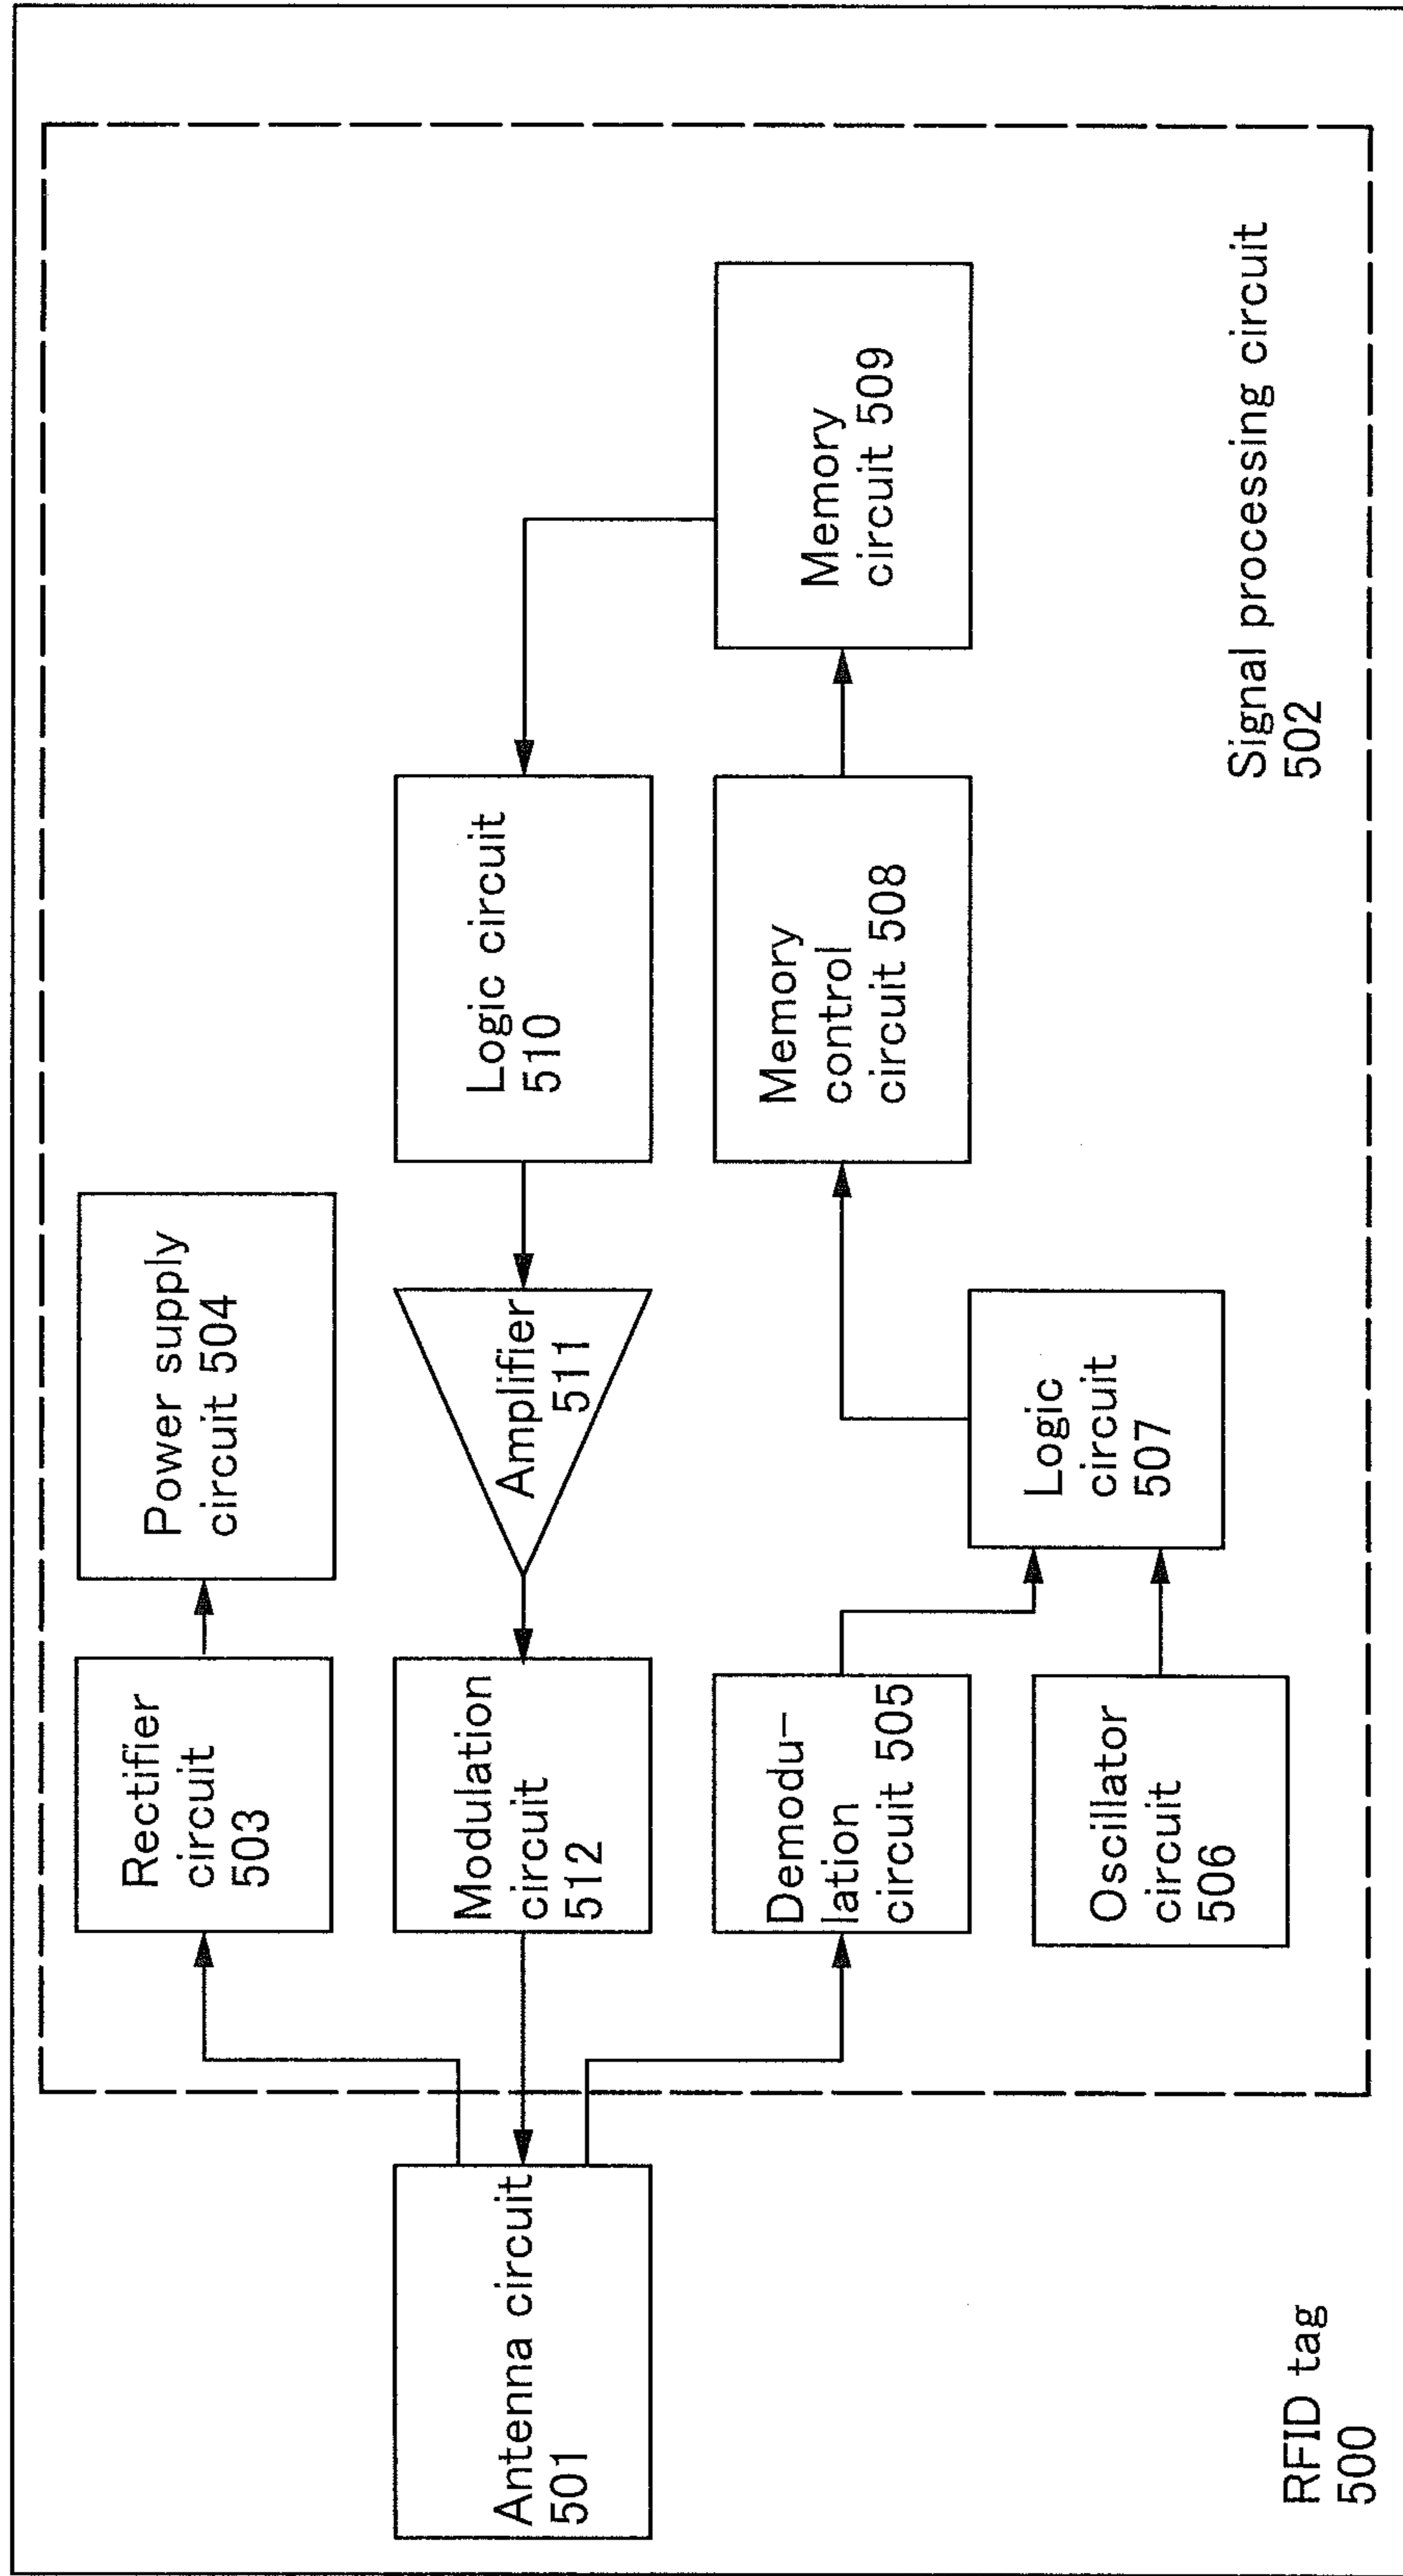 Rectifier
circuit
503
Power supply
circuit 504
Antenna circuit
501
Modulation
circuit
512
Amplifier
511
Logic circuit
510
Demodu-
lation
circuit 505
Memory
control
circuit 508
Memory
circuit 509
Oscillator
circuit
506
Logic
circuit
507
Signal processing circuit
502
RFID tag
500